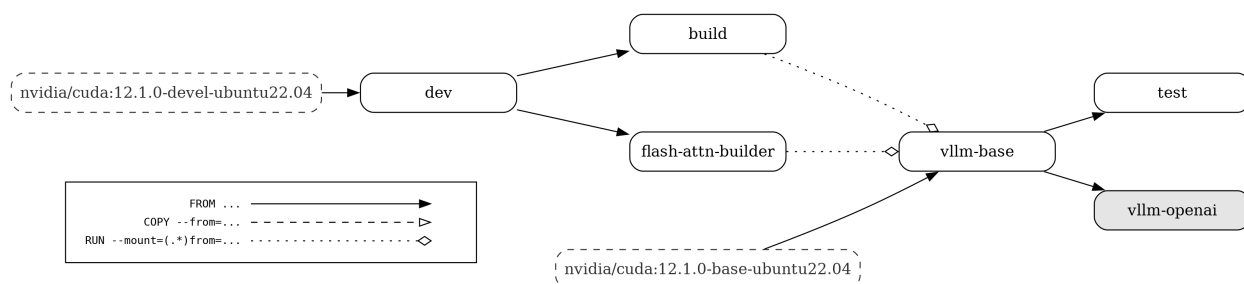 build
nvidia/cuda:12.1.0-devel-ubuntu22.04
dev
test
flash-attn-builder
vllm-base
vllm-openai
FROM ...
COPY --from=...
RUN --mount=(.*)from=...
nvidia/cuda:12.1.0-base-ubuntu22.04